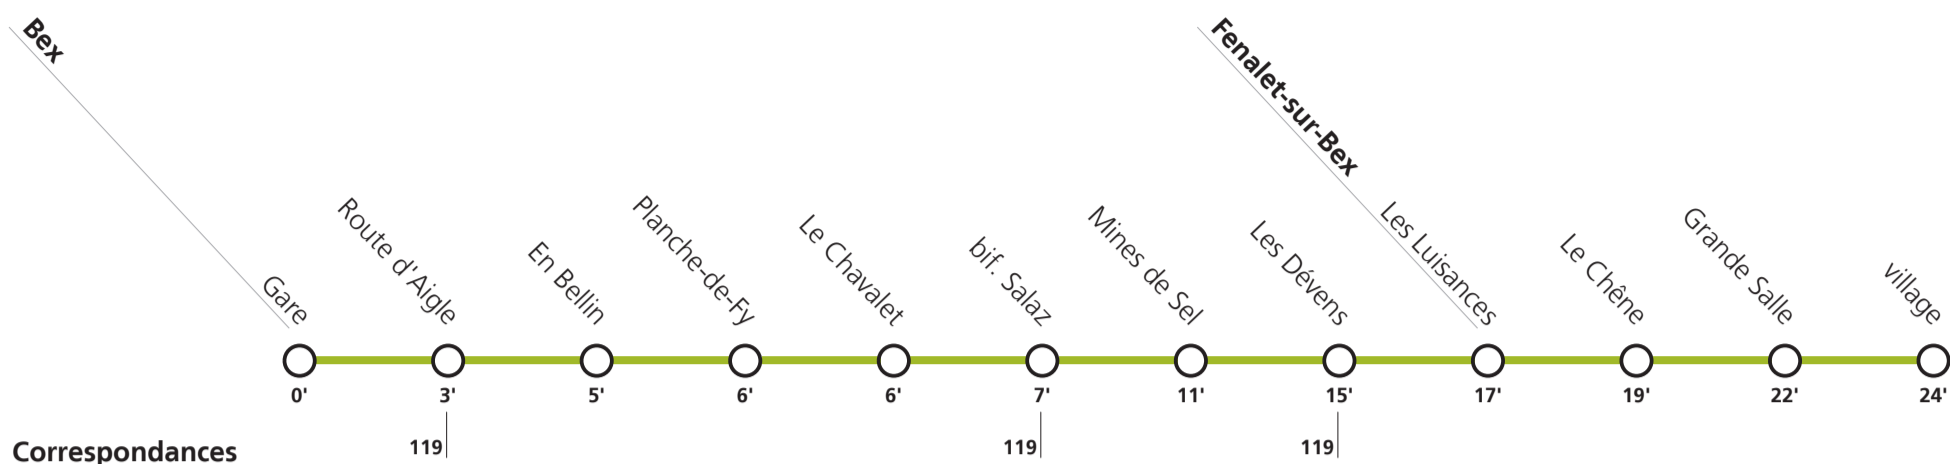 Bex
Gare
Route d'Aigle
En Bellin
Planche-de-Fy
Le Chavalet
bif. Salaz
Mines de Sel
Les Dévens
Fenalet-sur-Bex
Les Luisances
Le Chêne
Grande Salle
village
0' 3' 5' 6' 6' 7' 11' 15' 17' 19' 22' 24'
Correspondances 119 119 119